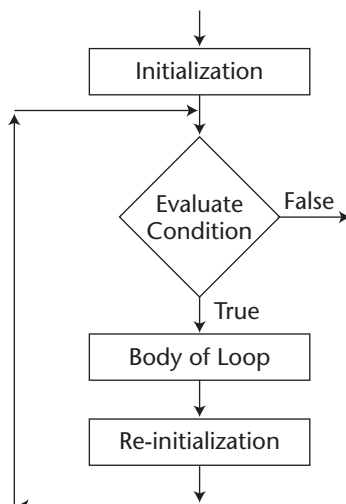 Initialization
Evaluate
Condition
False
True
Body of Loop
Re-initialization